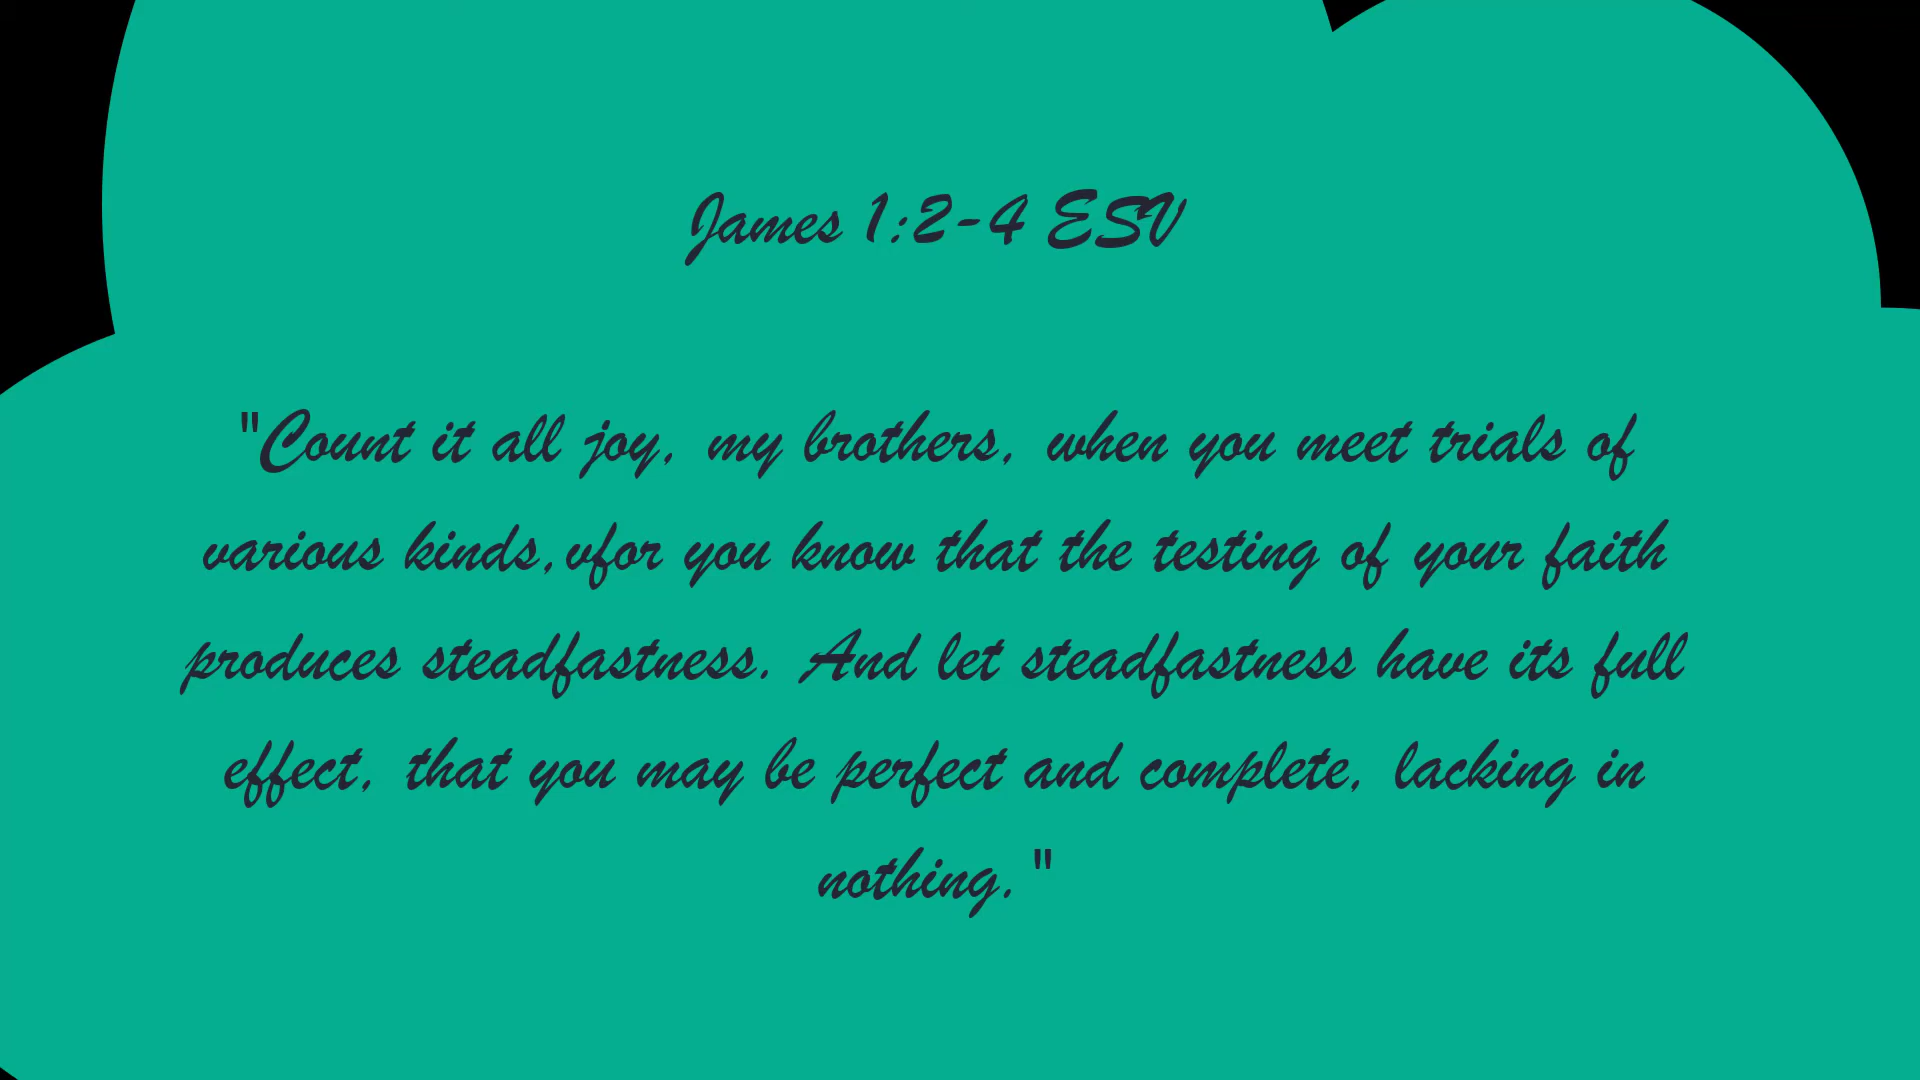 James 1:2-4 ESV
"Count it all joy, my brothers, when you meet trials of
various kinds,vfor you know that the testing of your faith
produces steadfastness. And let steadfastness have its full
effect, that you may be perfect and complete, lacking in
nothing."